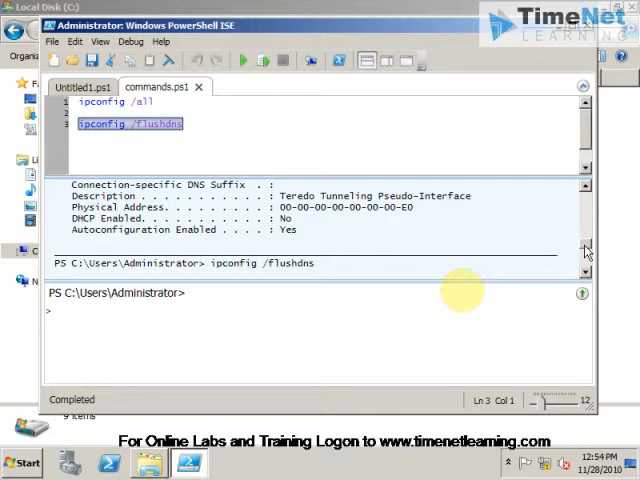 Local Disk (C:)
Administrator: Windows PowerShell ISE
TimeNet
LEARNING
File Edit View Debug Help
Organiz
Untitled1.ps1 commands.ps1
1 ipconfig /all
2
3 ipconfig /flushdns
Connection-specific DNS Suffix . :
Description . . . . . . . . . . . : Teredo Tunneling Pseudo-Interface
Physical Address. . . . . . . . . : 00-00-00-00-00-00-00-E0
DHCP Enabled. . . . . . . . . . . : No
Autoconfiguration Enabled . . . . : Yes
PS C:\Users\Administrator> ipconfig /flushdns
PS C:\Users\Administrator>
>
Completed Ln 3 Col 1 12
9 items
For Online Labs and Training Logon to www.timenetlearning.com
Start 12:54 PM
11/28/2010